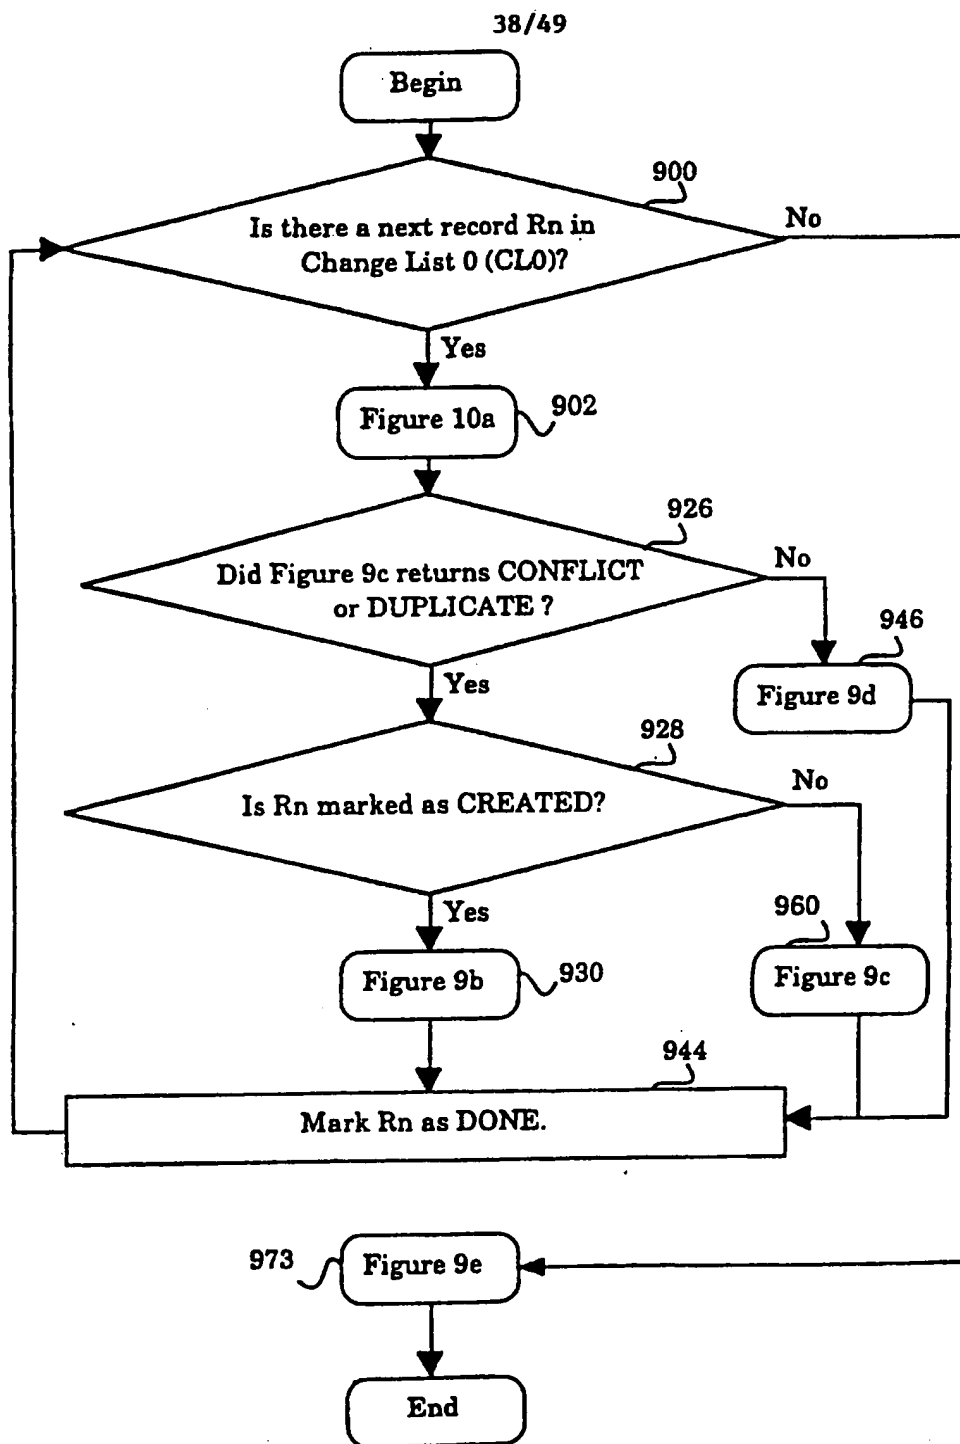 38/49
Begin
900
Is there a next record Rn in
Change List 0 (CL0)?
No
Yes
Figure 10a
902
926
Did Figure 9c returns CONFLICT
or DUPLICATE ?
No
946
Yes
Figure 9d
928
Is Rn marked as CREATED?
No
Yes
960
Figure 9b
930
Figure 9c
944
Mark Rn as DONE.
973
Figure 9e
End